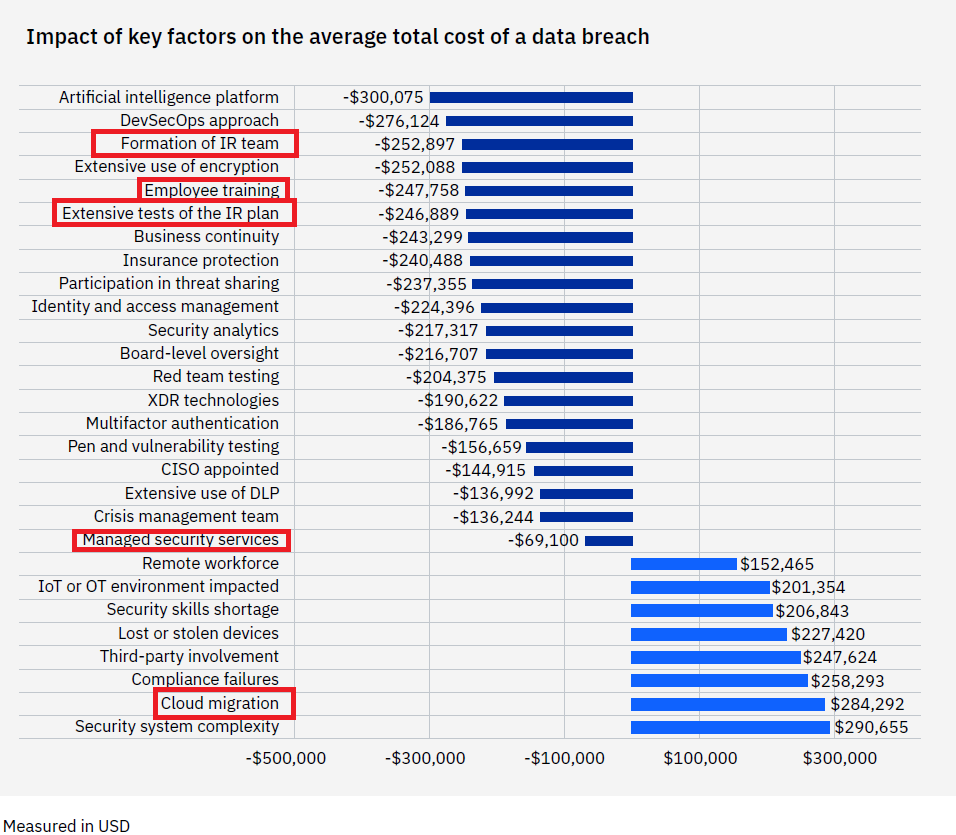 Impact of key factors on the average total cost of a data breach
Artificial intelligence platform -$300,075
DevSecOps approach -$276,124
Formation of IR team -$252,897
Extensive use of encryption -$252,088
Employee training -$247,758
Extensive tests of the IR plan -$246,889
Business continuity -$243,299
Insurance protection -$240,488
Participation in threat sharing -$237,355
Identity and access management -$224,396
Security analytics -$217,317
Board-level oversight -$216,707
Red team testing -$204,375
XDR technologies -$190,622
Multifactor authentication -$186,765
Pen and vulnerability testing -$156,659
CISO appointed -$144,915
Extensive use of DLP -$136,992
Crisis management team -$136,244
Managed security services -$69,100
Remote workforce $152,465
IoT or OT environment impacted $201,354
Security skills shortage $206,843
Lost or stolen devices $227,420
Third-party involvement $247,624
Compliance failures $258,293
Cloud migration $284,292
Security system complexity $290,655
-$500,000 -$300,000 -$100,000 $100,000 $300,000
Measured in USD